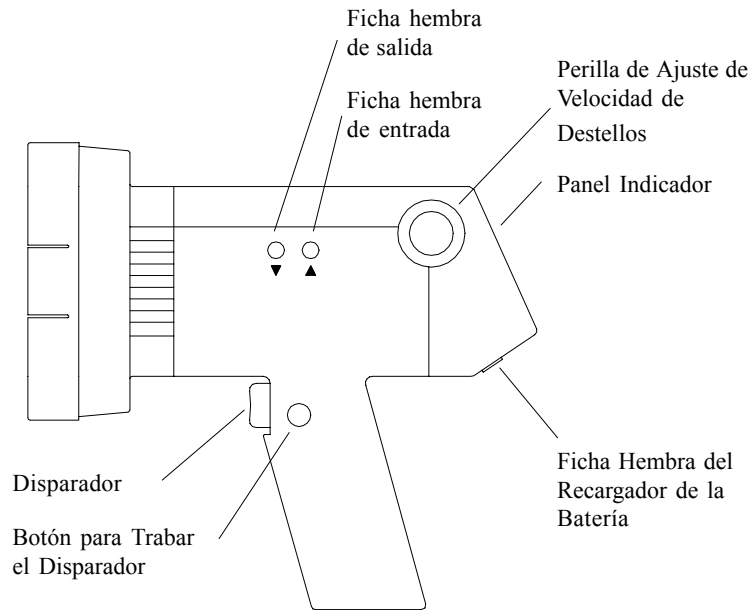 Ficha hembra
de salida
Ficha hembra
de entrada
Perilla de Ajuste de
Velocidad de
Destellos
Panel Indicador
Disparador
Botón para Trabar
el Disparador
Ficha Hembra del
Recargador de la
Batería